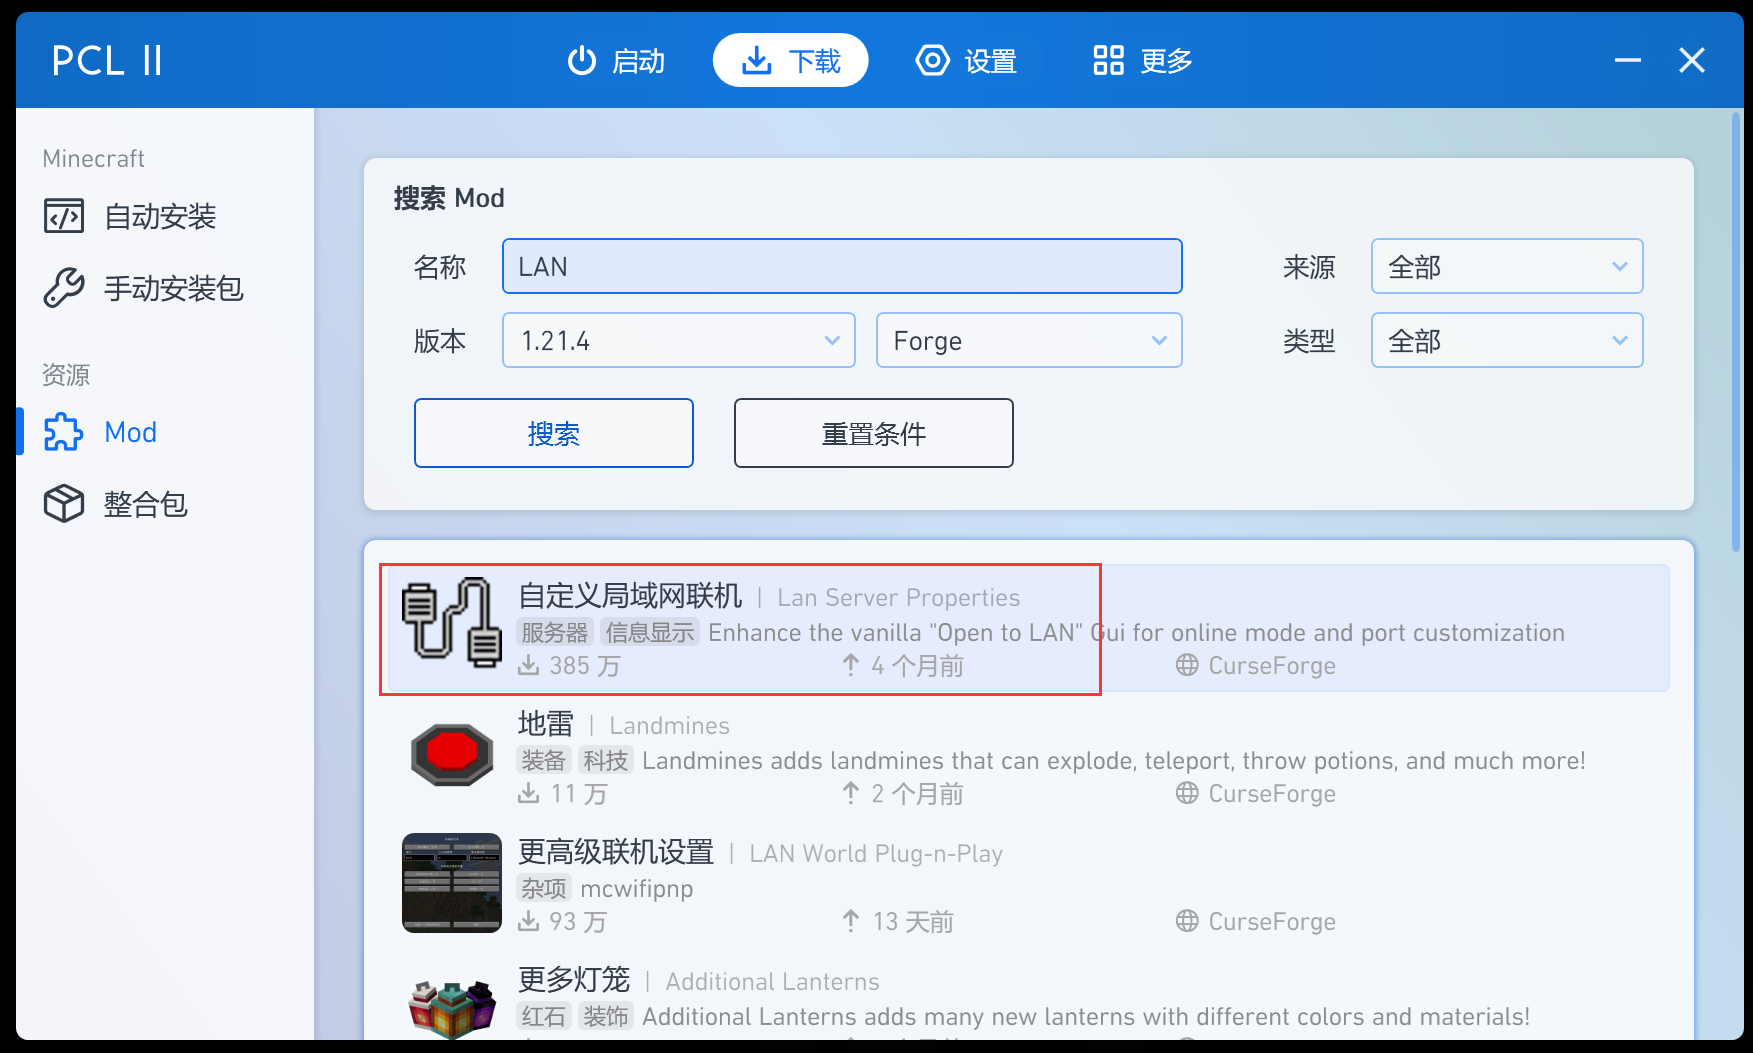 PCL II
启动
下载
设置
更多
Minecraft
自动安装
手动安装包
资源
Mod
整合包
搜索 Mod
名称 LAN 来源 全部
版本 1.21.4 Forge 类型 全部
搜索 重置条件
自定义局域网联机 | Lan Server Properties
服务器 信息显示 Enhance the vanilla "Open to LAN" Gui for online mode and port customization
385 万 4 个月前 CurseForge
地雷 | Landmines
装备 科技 Landmines adds landmines that can explode, teleport, throw potions, and much more!
11 万 2 个月前 CurseForge
更高级联机设置 | LAN World Plug-n-Play
杂项 mcwifipnp
93 万 13 天前 CurseForge
更多灯笼 | Additional Lanterns
红石 装饰 Additional Lanterns adds many new lanterns with different colors and materials!